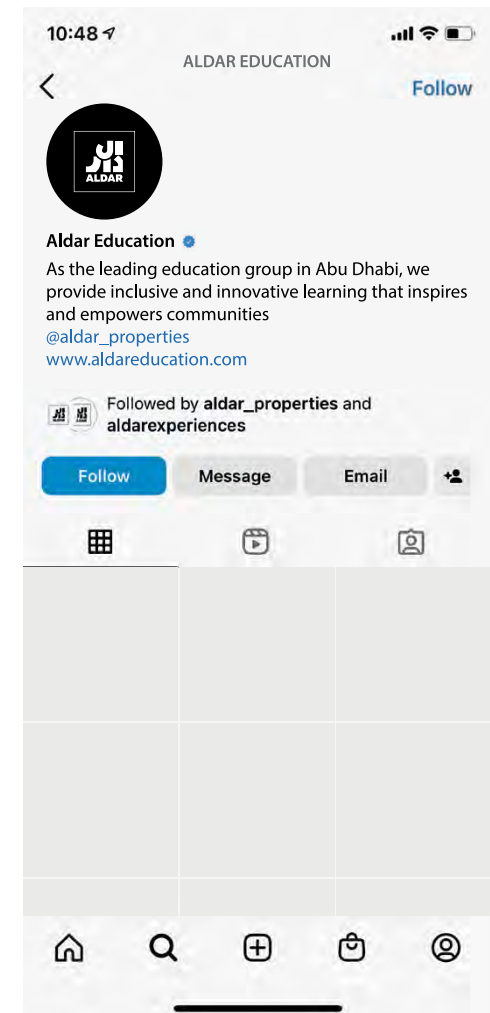 10:48
ALDAR EDUCATION
Follow
ALDAR
Aldar Education
As the leading education group in Abu Dhabi, we
provide inclusive and innovative learning that inspires
and empowers communities
@aldar_properties
www.aldareducation.com
Followed by aldar_properties and
aldarexperiences
Follow Message Email